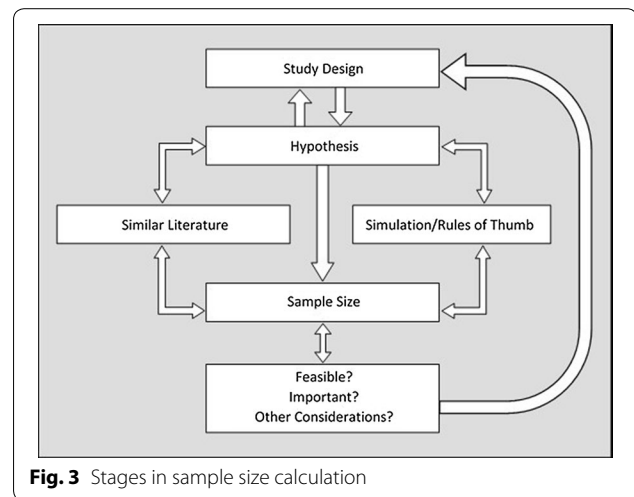 Study Design
Hypothesis
Similar Literature
Simulation/Rules of Thumb
Sample Size
Feasible?
Important?
Other Considerations?
Fig. 3 Stages in sample size calculation